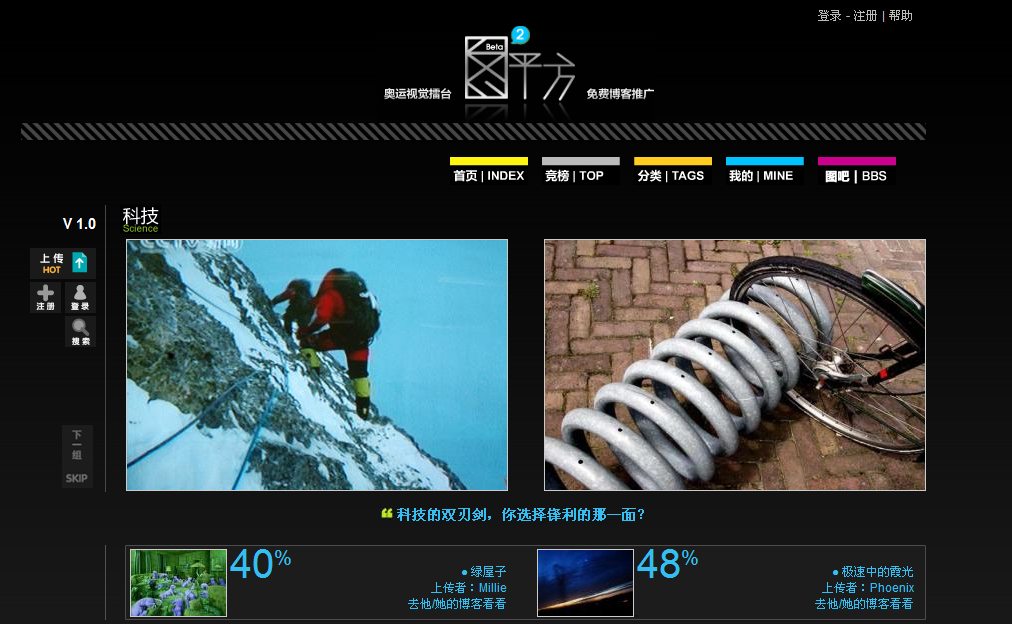 登录 - 注册 | 帮助
Beta
2
图平方
奥运视觉擂台
免费博客推广
首页 | INDEX
竞榜 | TOP
分类 | TAGS
我的 | MINE
图吧 | BBS
V 1.0
科技
Science
上传
HOT
注册
登录
搜索
CCTV 新闻
下一组
SKIP
科技的双刃剑，你选择锋利的那一面？
40%
绿屋子
上传者：Millie
去他/她的博客看看
48%
极速中的霞光
上传者：Phoenix
去他/她的博客看看